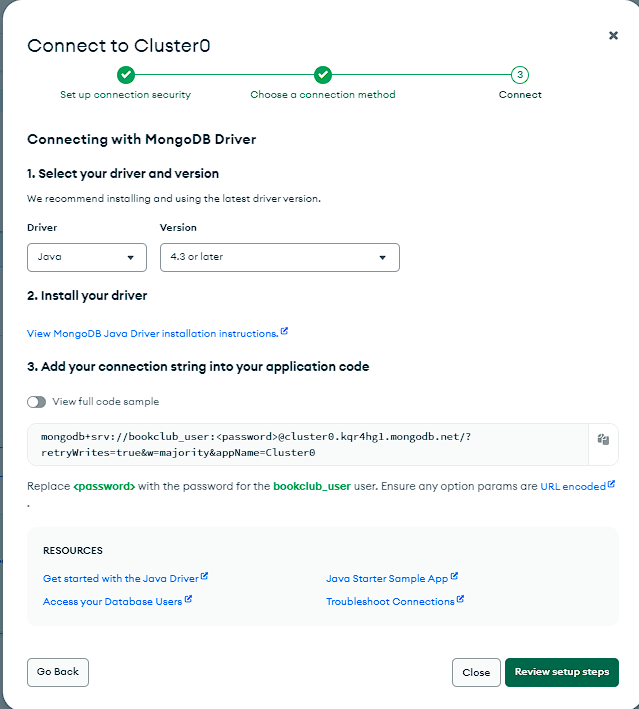 Connect to Cluster0
Set up connection security
Choose a connection method
3
Connect
Connecting with MongoDB Driver
1. Select your driver and version
We recommend installing and using the latest driver version.
Driver
Version
Java
4.3 or later
2. Install your driver
View MongoDB Java Driver installation instructions.
3. Add your connection string into your application code
View full code sample
mongodb+srv://bookclub_user:<password>@cluster0.kqr4hg1.mongodb.net/?
retryWrites=true&w=majority&appName=Cluster0
Replace <password> with the password for the bookclub_user user. Ensure any option params are URL encoded
.
RESOURCES
Get started with the Java Driver
Java Starter Sample App
Access your Database Users
Troubleshoot Connections
Go Back
Close
Review setup steps